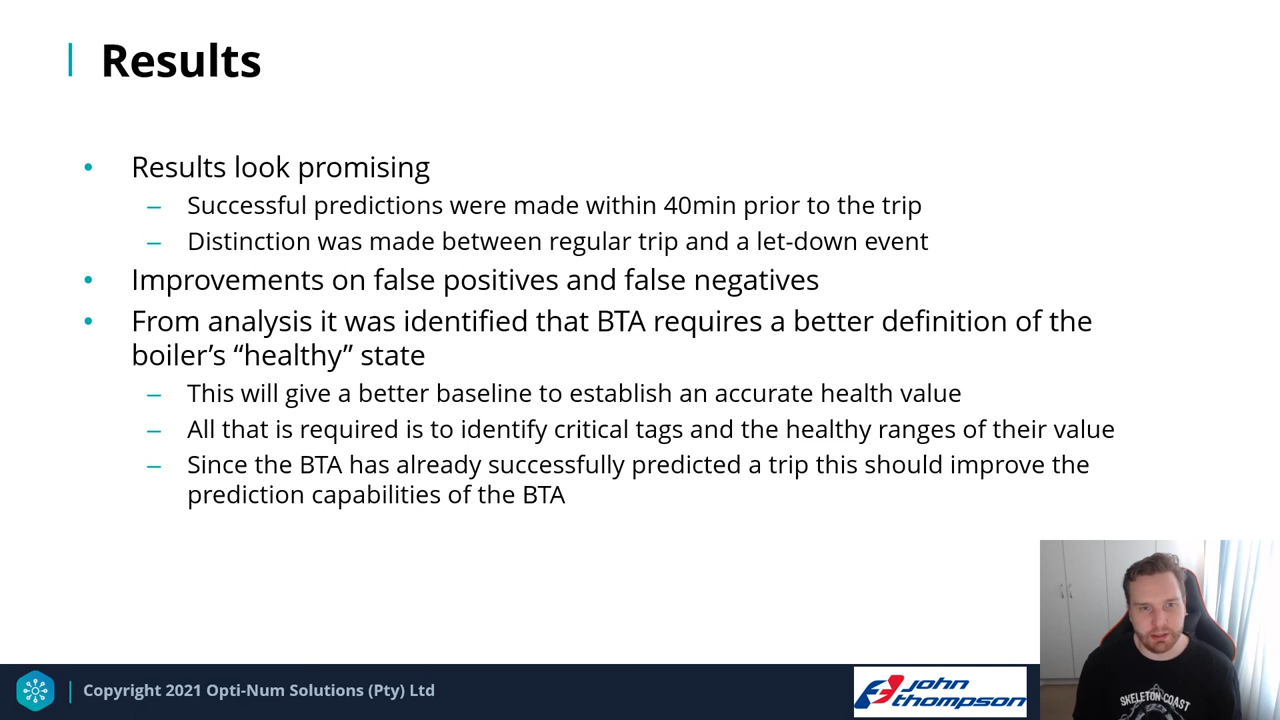 Results
• Results look promising
– Successful predictions were made within 40min prior to the trip
– Distinction was made between regular trip and a let-down event
• Improvements on false positives and false negatives
• From analysis it was identified that BTA requires a better definition of the
boiler’s “healthy” state
– This will give a better baseline to establish an accurate health value
– All that is required is to identify critical tags and the healthy ranges of their value
– Since the BTA has already successfully predicted a trip this should improve the
prediction capabilities of the BTA
Copyright 2021 Opti-Num Solutions (Pty) Ltd
john
thompson
SKELETON COAST